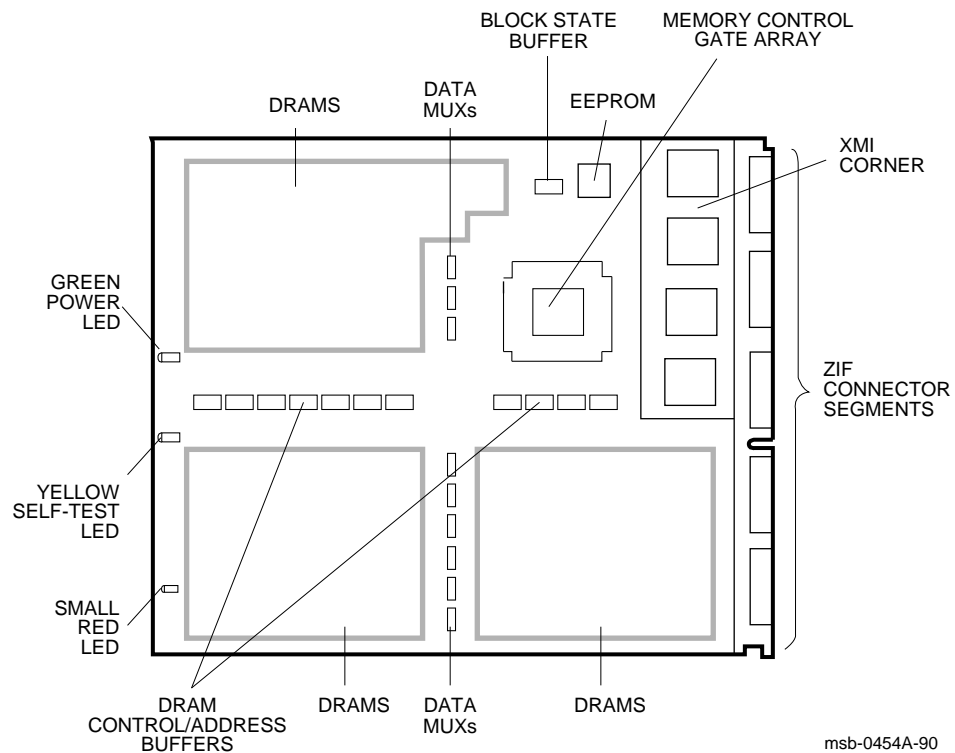 BLOCK STATE
BUFFER
MEMORY CONTROL
GATE ARRAY
DRAMS
DATA
MUXs
EEPROM
XMI
CORNER
GREEN
POWER
LED
ZIF
CONNECTOR
SEGMENTS
YELLOW
SELF-TEST
LED
SMALL
RED
LED
DRAM
CONTROL/ADDRESS
BUFFERS
DRAMS
DATA
MUXs
DRAMS
msb-0454A-90